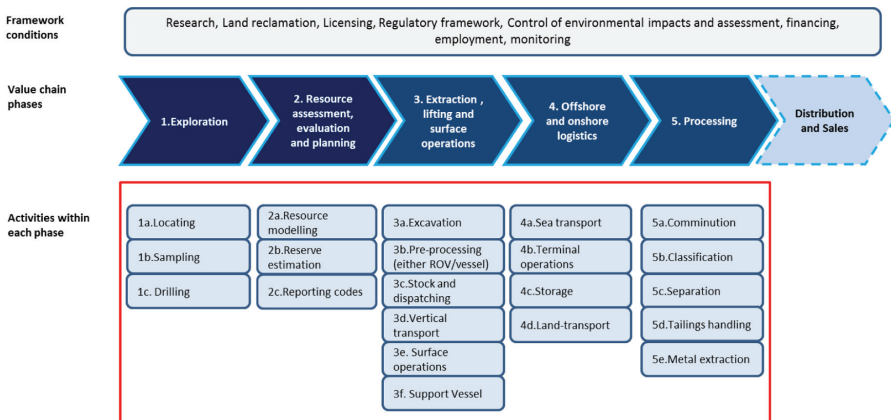 Framework
conditions
Research, Land reclamation, Licensing, Regulatory framework, Control of environmental impacts and assessment, financing,
employment, monitoring
Value chain
phases
1.Exploration
2. Resource
assessment,
evaluation
and planning
3. Extraction ,
lifting and
surface
operations
4. Offshore
and onshore
logistics
5. Processing
Distribution
and Sales
Activities within
each phase
1a.Locating
1b.Sampling
1c. Drilling
2a.Resource
modelling
2b.Reserve
estimation
2c.Reporting codes
3a.Excavation
3b.Pre-processing
(either ROV/vessel)
3c.Stock and
dispatching
3d.Vertical
transport
3e. Surface
operations
3f. Support Vessel
4a.Sea transport
4b.Terminal
operations
4c.Storage
4d.Land-transport
5a.Comminution
5b.Classification
5c.Separation
5d.Tailings handling
5e.Metal extraction